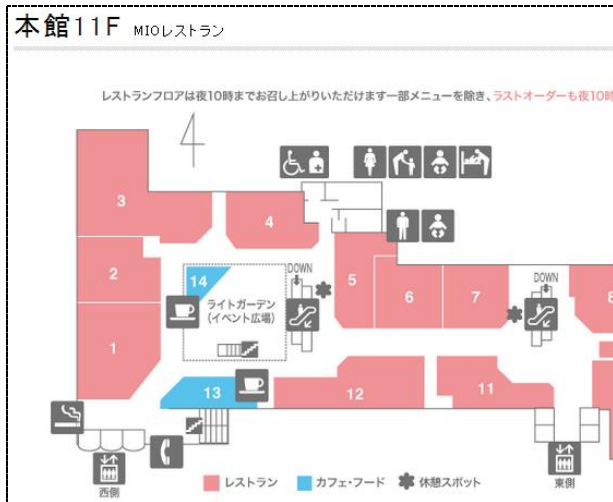 本館11F MIOレストラン
レストランフロアは夜10時までお召し上がりいただけます一部メニューを除き、ラストオーダーも夜10時
3
4
2
14
DOWN
5
DOWN
6
7
8
ライトガーデン
(イベント広場)
1
13
12
11
西側
レストラン
カフェ・フード
休憩スポット
東側